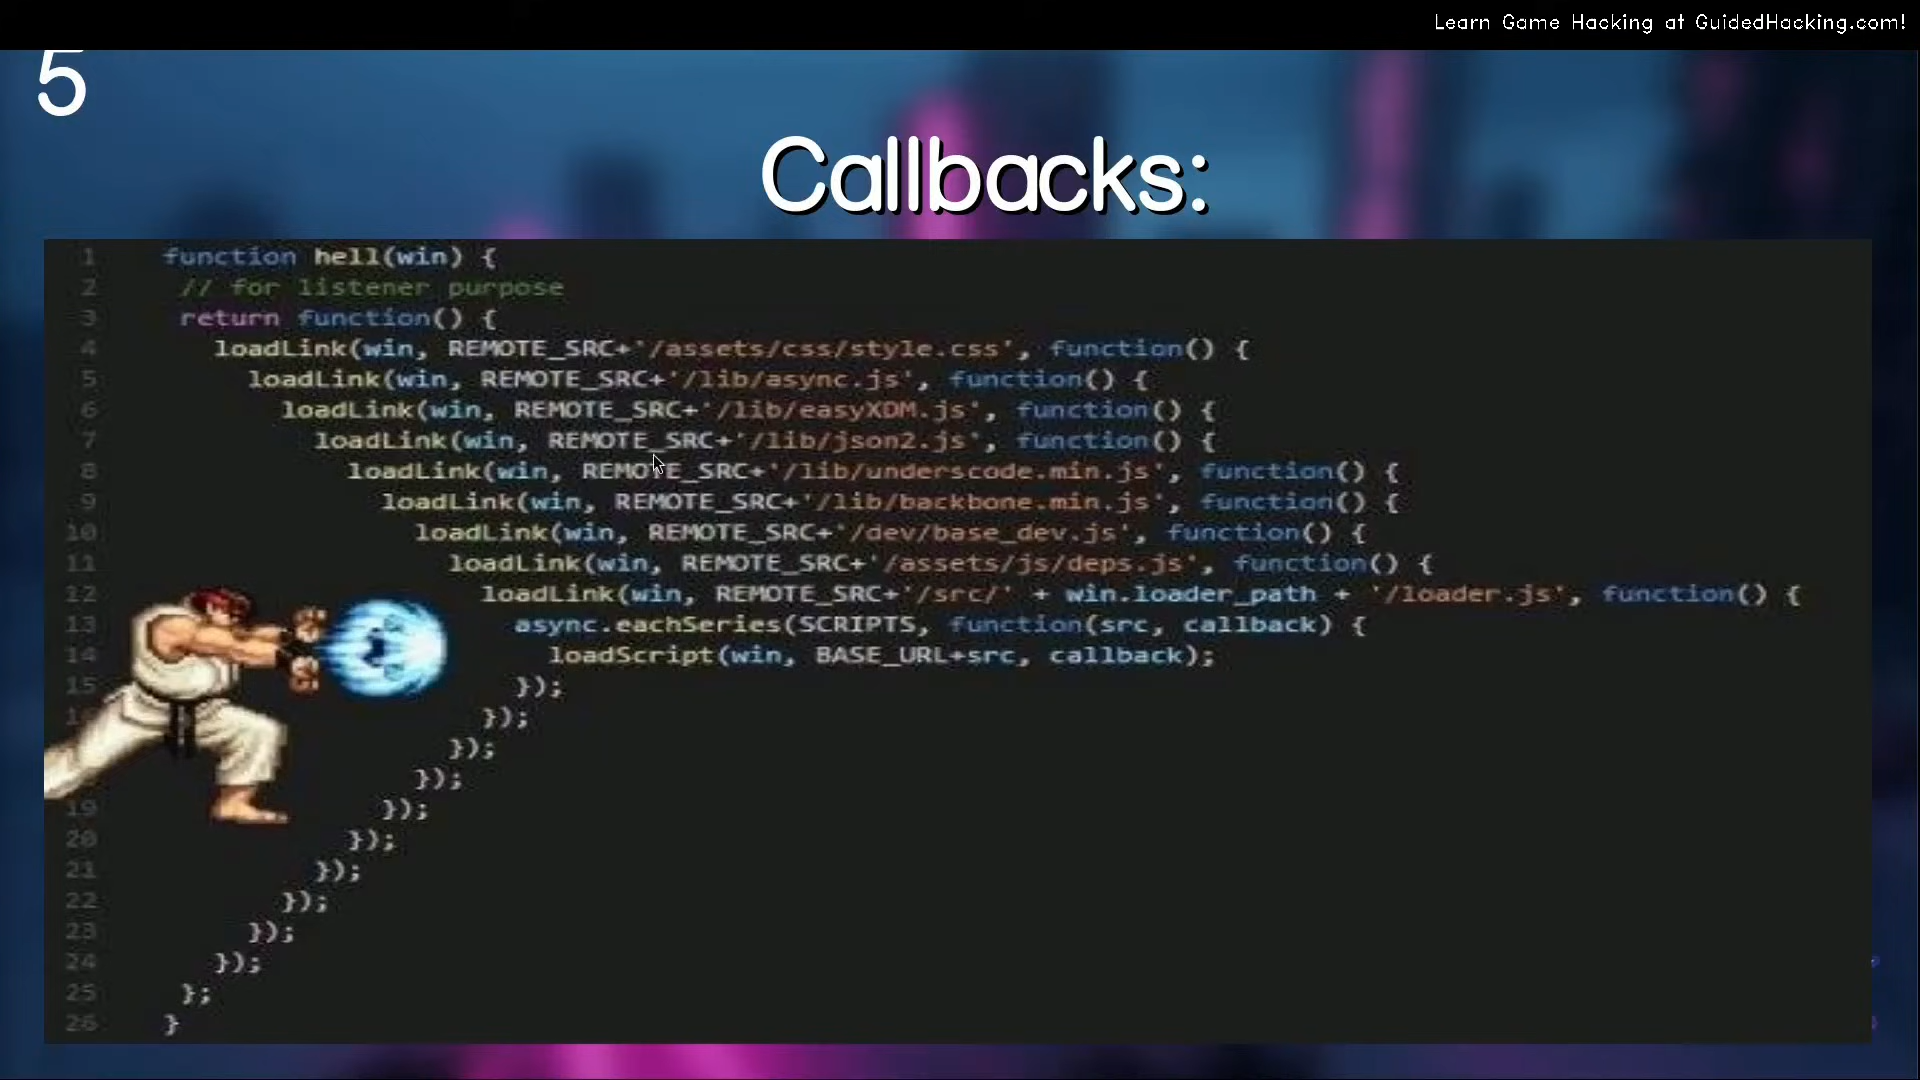 Learn Game Hacking at GuidedHacking.com!
5
Callbacks:
1 function hell(win) {
2 // for listener purpose
3 return function() {
4 loadLink(win, REMOTE_SRC+'/assets/css/style.css', function() {
5 loadLink(win, REMOTE_SRC+'/lib/async.js', function() {
6 loadLink(win, REMOTE_SRC+'/lib/easyXDM.js', function() {
7 loadLink(win, REMOTE_SRC+'/lib/json2.js', function() {
8 loadLink(win, REMOTE_SRC+'/lib/underscode.min.js', function() {
9 loadLink(win, REMOTE_SRC+'/lib/backbone.min.js', function() {
10 loadLink(win, REMOTE_SRC+'/dev/base_dev.js', function() {
11 loadLink(win, REMOTE_SRC+'/assets/js/deps.js', function() {
12 loadLink(win, REMOTE_SRC+'/src/' + win.loader_path + '/loader.js', function() {
13 async.eachSeries(SCRIPTS, function(src, callback) {
14 loadScript(win, BASE_URL+src, callback);
15 });
});
});
});
19 });
20 });
21 });
22 });
23 });
24 });
25 };
26 }